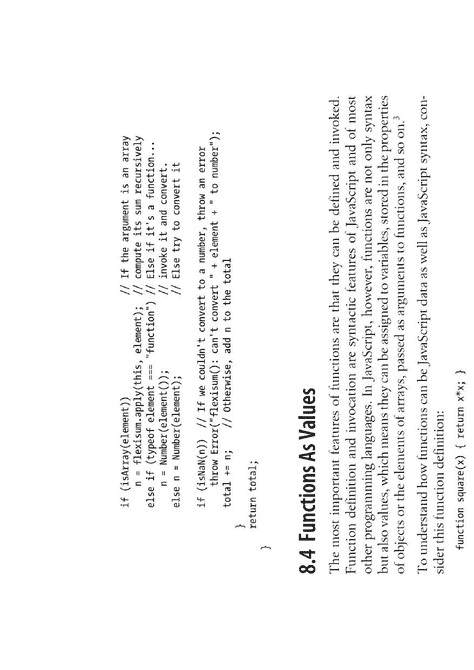 if (isArray(element)) // If the argument is an array
n = flexisum.apply(this, element); // compute its sum recursively
else if (typeof element === "function") // Else if it's a function...
n = Number(element()); // invoke it and convert.
else n = Number(element); // Else try to convert it
if (isNaN(n)) // If we couldn't convert to a number, throw an error
throw Error("flexisum(): can't convert " + element + " to number");
total += n; // Otherwise, add n to the total
}
return total;
}
8.4 Functions As Values
The most important features of functions are that they can be defined and invoked.
Function definition and invocation are syntactic features of JavaScript and of most
other programming languages. In JavaScript, however, functions are not only syntax
but also values, which means they can be assigned to variables, stored in the properties
of objects or the elements of arrays, passed as arguments to functions, and so on.3
To understand how functions can be JavaScript data as well as JavaScript syntax, con-
sider this function definition:
function square(x) { return x*x; }